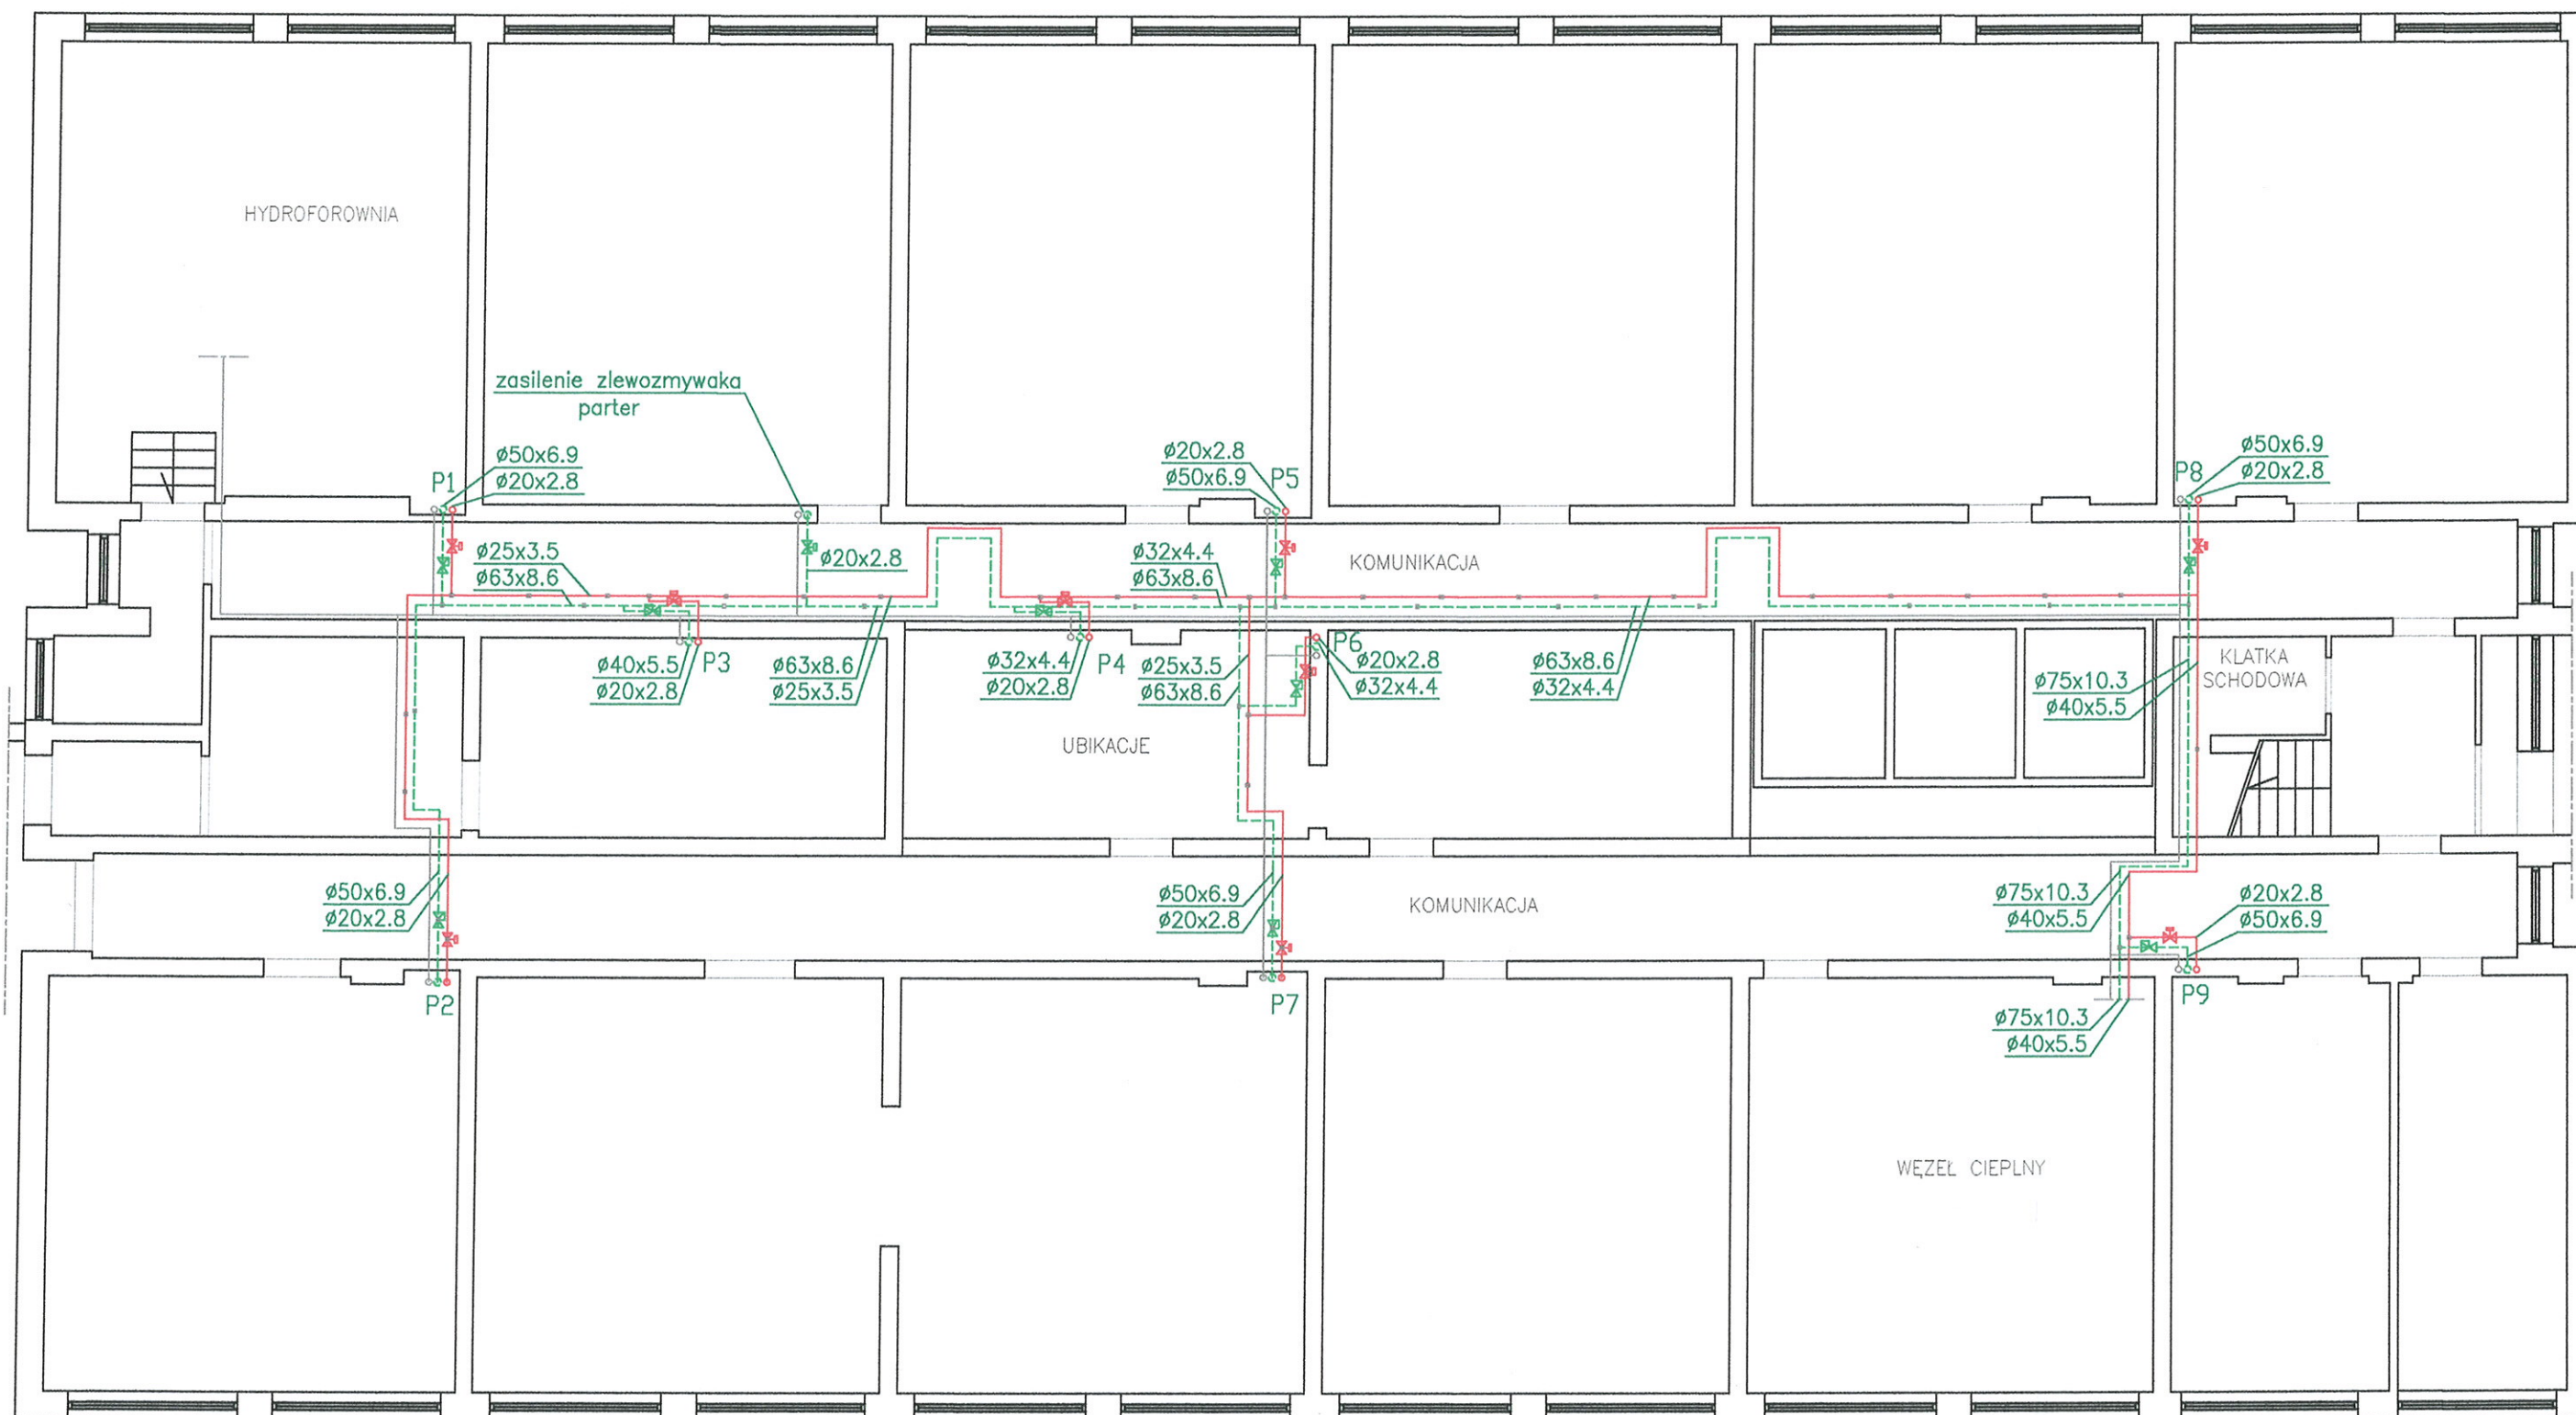 HYDROFOROWNIA
zasilenie zlewozmywaka
parter
P1
ø50x6.9
ø20x2.8
ø20x2.8
ø50x6.9
P5
P8
ø50x6.9
ø20x2.8
ø25x3.5
ø63x8.6
ø20x2.8
ø32x4.4
ø63x8.6
KOMUNIKACJA
ø40x5.5
ø20x2.8
P3
ø63x8.6
ø25x3.5
ø32x4.4
ø20x2.8
P4
ø25x3.5
ø63x8.6
P6
ø20x2.8
ø32x4.4
ø63x8.6
ø32x4.4
ø75x10.3
ø40x5.5
KLATKA
SCHODOWA
UBIKACJE
ø50x6.9
ø20x2.8
ø50x6.9
ø20x2.8
KOMUNIKACJA
ø75x10.3
ø40x5.5
ø20x2.8
ø50x6.9
P2
P7
P9
ø75x10.3
ø40x5.5
WĘZEŁ CIEPLNY